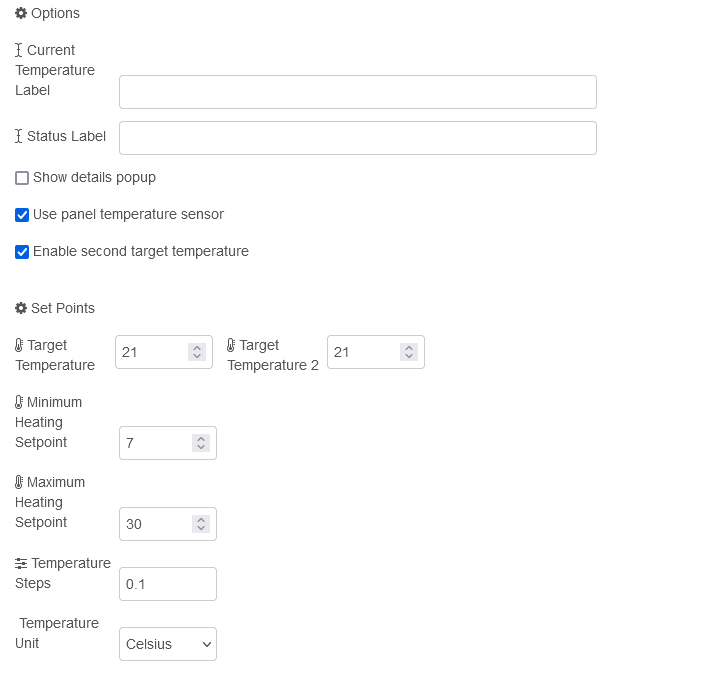 Options
Current
Temperature
Label
Status Label
Show details popup
Use panel temperature sensor
Enable second target temperature
Set Points
Target
Temperature
21
Target
Temperature 2
21
Minimum
Heating
Setpoint
7
Maximum
Heating
Setpoint
30
Temperature
Steps
0.1
Temperature
Unit
Celsius